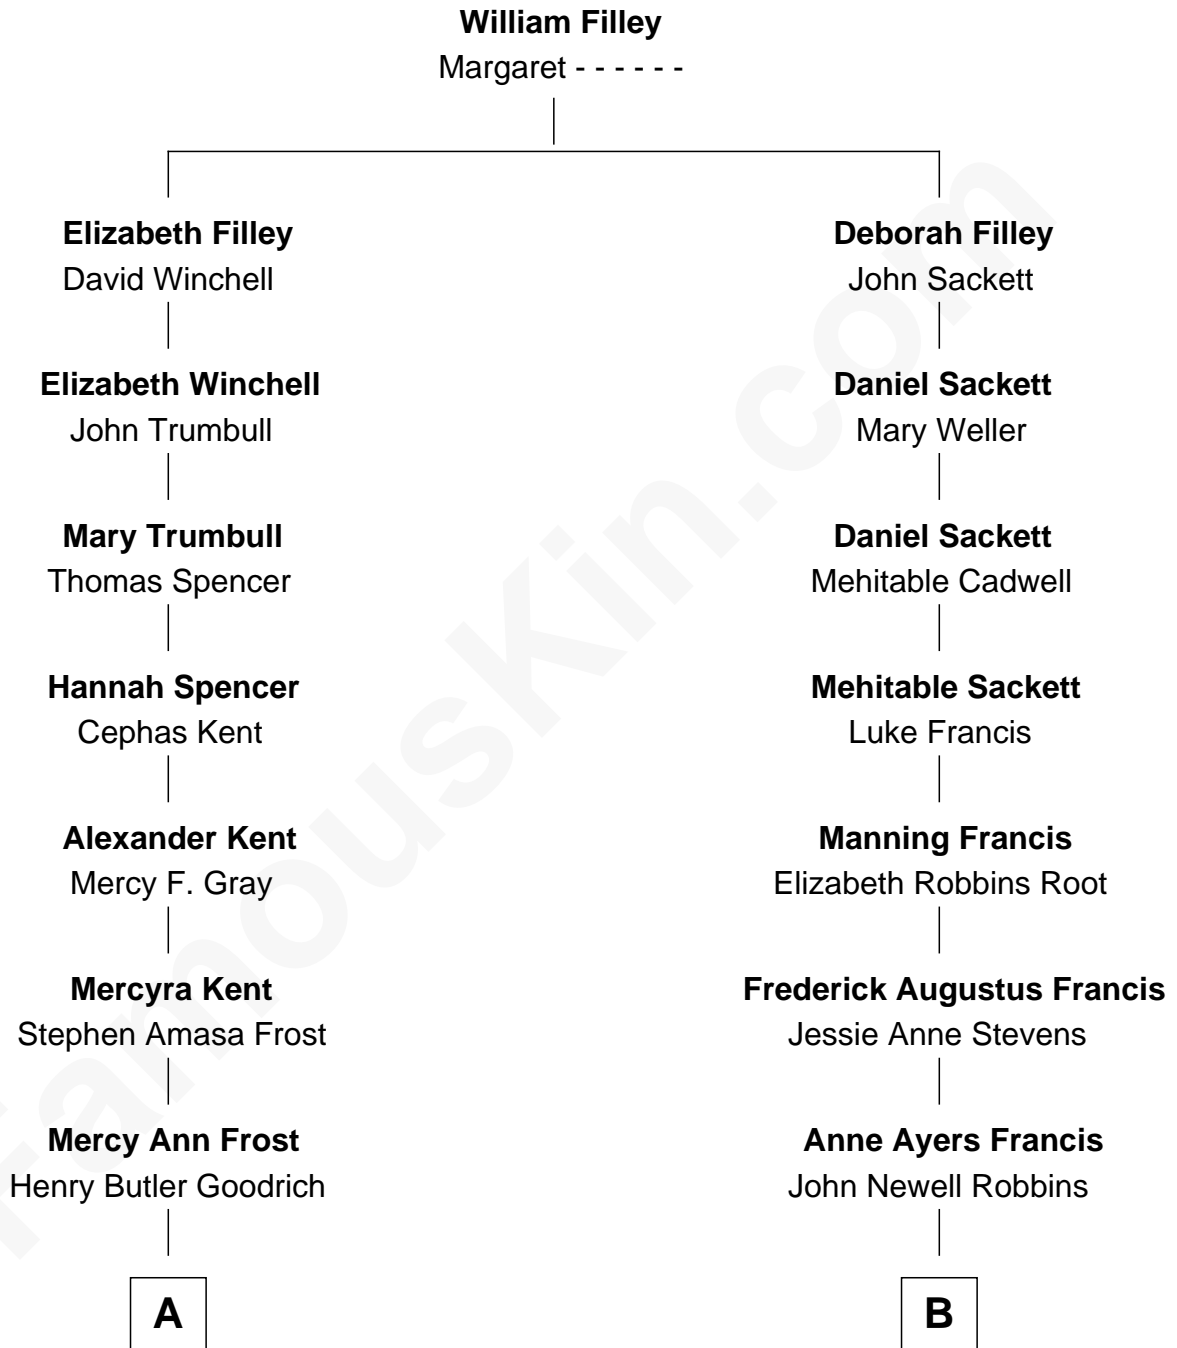 William Filley
Margaret - - - - - -
Elizabeth Filley
David Winchell
Deborah Filley
John Sackett
Elizabeth Winchell
John Trumbull
Daniel Sackett
Mary Weller
Mary Trumbull
Thomas Spencer
Daniel Sackett
Mehitable Cadwell
Hannah Spencer
Cephas Kent
Mehitable Sackett
Luke Francis
Alexander Kent
Mercy F. Gray
Manning Francis
Elizabeth Robbins Root
Mercyra Kent
Stephen Amasa Frost
Frederick Augustus Francis
Jessie Anne Stevens
Mercy Ann Frost
Henry Butler Goodrich
Anne Ayers Francis
John Newell Robbins
A
B
FamousKin.com